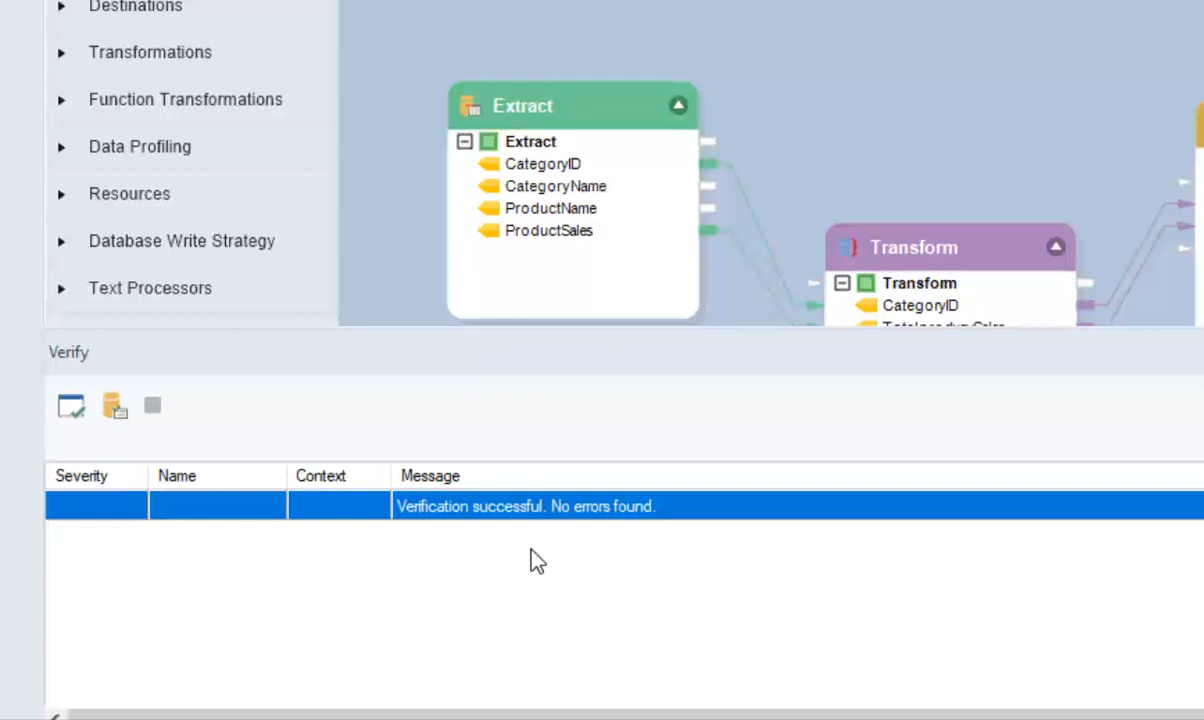 Destinations
Transformations
Function Transformations
Data Profiling
Resources
Database Write Strategy
Text Processors
Extract
Extract
CategoryID
CategoryName
ProductName
ProductSales
Transform
Transform
CategoryID
Verify
Severity Name Context Message
Verification successful. No errors found.